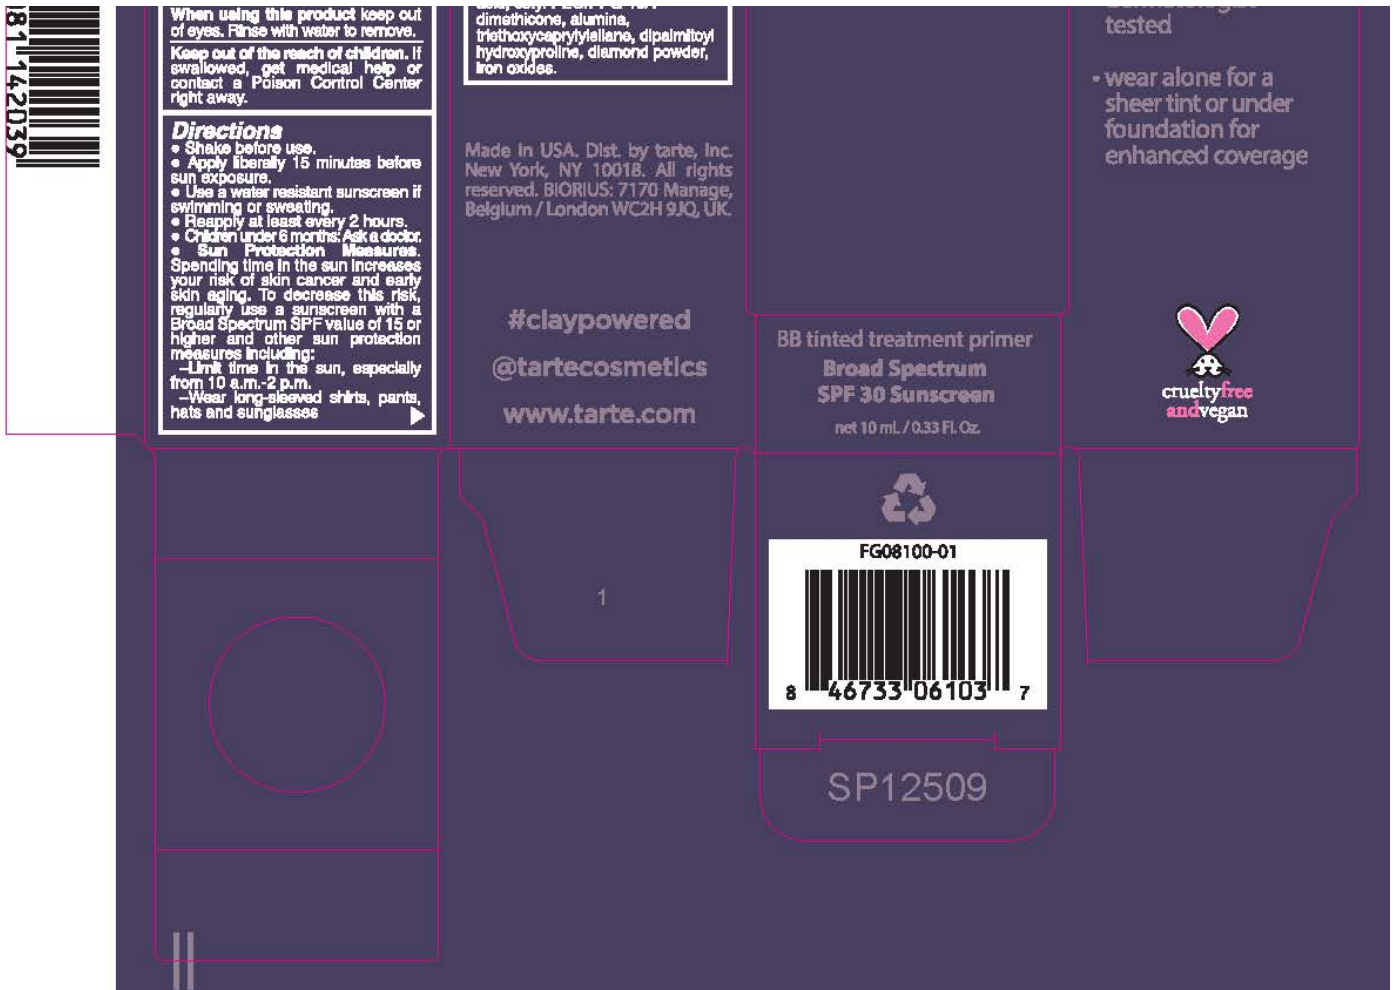 81 142039
When using this product keep out
of eyes. Rinse with water to remove.
Keep out of the reach of children. If
swallowed, get medical help or
contact a Poison Control Center
right away.
Directions
• Shake before use.
• Apply liberally 15 minutes before
sun exposure.
• Use a water resistant sunscreen if
swimming or sweating.
• Reapply at least every 2 hours.
• Children under 6 months: Ask a doctor.
• Sun Protection Measures.
Spending time in the sun increases
your risk of skin cancer and early
skin aging. To decrease this risk,
regularly use a sunscreen with a
Broad Spectrum SPF value of 15 or
higher and other sun protection
measures including:
–Limit time in the sun, especially
from 10 a.m.-2 p.m.
–Wear long-sleeved shirts, pants,
hats and sunglasses
dimethicone, alumina,
triethoxycaprylylsilane, dipalmitoyl
hydroxyproline, diamond powder,
iron oxides.
Made in USA. Dist. by tarte, Inc.
New York, NY 10018. All rights
reserved. BIORIUS: 7170 Manage,
Belgium / London WC2H 9JQ, UK.
#claypowered
@tartecosmetics
www.tarte.com
1
BB tinted treatment primer
Broad Spectrum
SPF 30 Sunscreen
net 10 mL / 0.33 Fl. Oz.
FG08100-01
8 46733 06103 7
SP12509
tested
• wear alone for a
sheer tint or under
foundation for
enhanced coverage
crueltyfree
andvegan